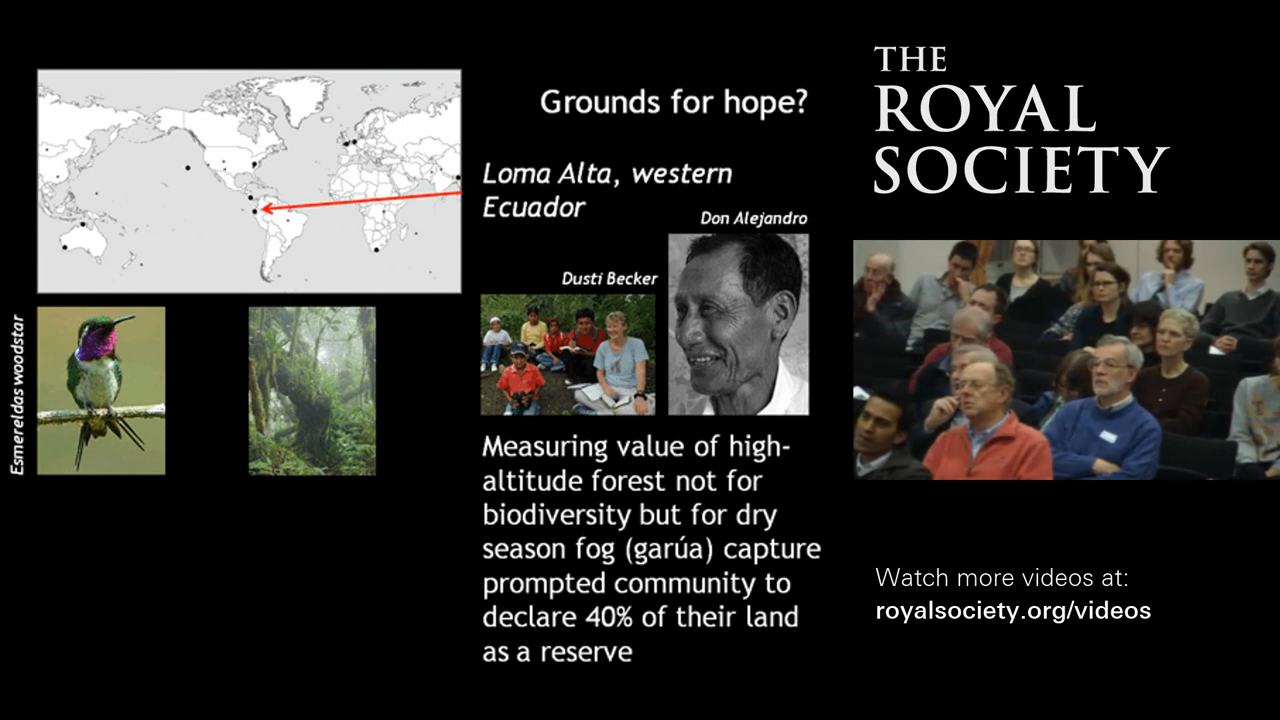 Grounds for hope?
Loma Alta, western
Ecuador
Don Alejandro
Dusti Becker
Esmereldas woodstar
Measuring value of high-
altitude forest not for
biodiversity but for dry
season fog (garúa) capture
prompted community to
declare 40% of their land
as a reserve
THE
ROYAL
SOCIETY
Watch more videos at:
royalsociety.org/videos